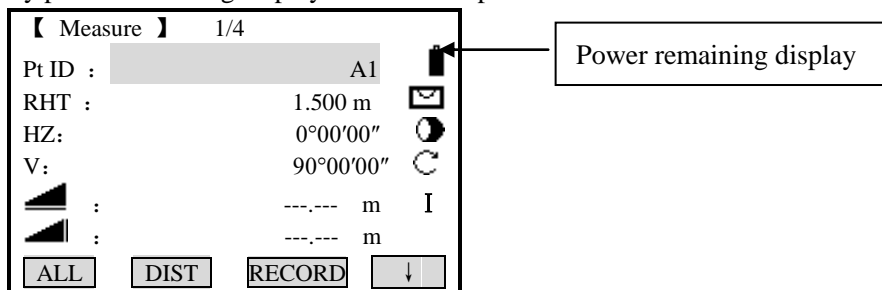 【 Measure 】 1/4
Pt ID : A1
RHT : 1.500 m
HZ: 0°00′00″
V: 90°00′00″
: ---.--- m I
: ---.--- m
ALL DIST RECORD ↓
Power remaining display